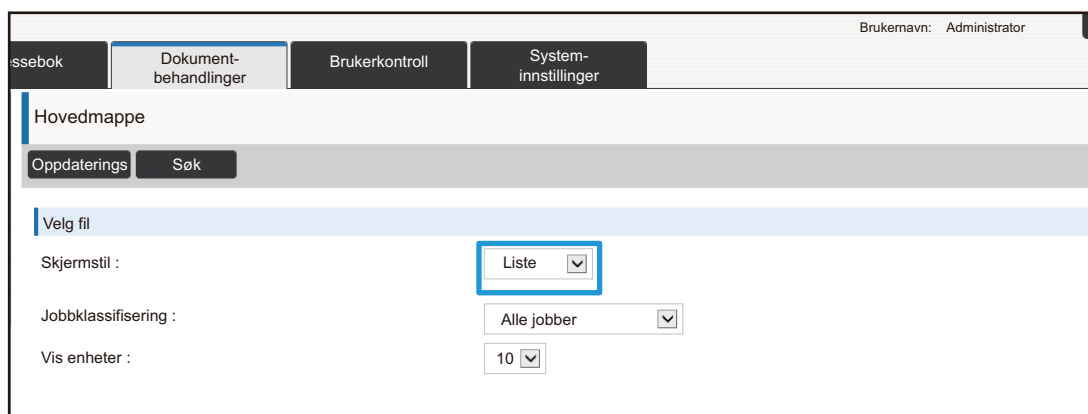 Brukernavn: Administrator
ssebok
Dokument-
behandlinger
Brukerkontroll
System-
innstillinger
Hovedmappe
Oppdaterings
Søk
Velg fil
Skjermstil :
Liste
Jobbklassifisering :
Alle jobber
Vis enheter :
10